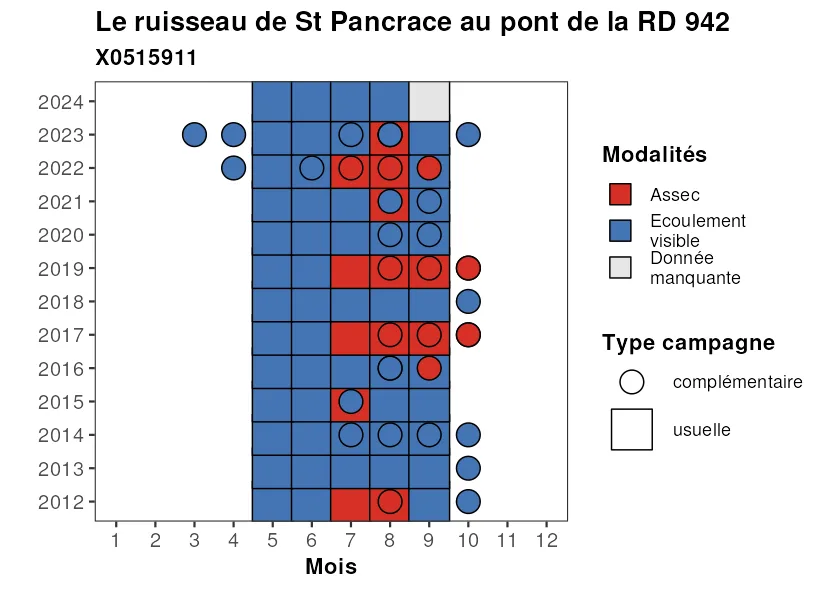 Le ruisseau de St Pancrace au pont de la RD 942
X0515911
2024
2023
2022
2021
2020
2019
2018
2017
2016
2015
2014
2013
2012
1 2 3 4 5 6 7 8 9 10 11 12
Mois
Modalités
Assec
Ecoulement
visible
Donnée
manquante
Type campagne
complémentaire
usuelle